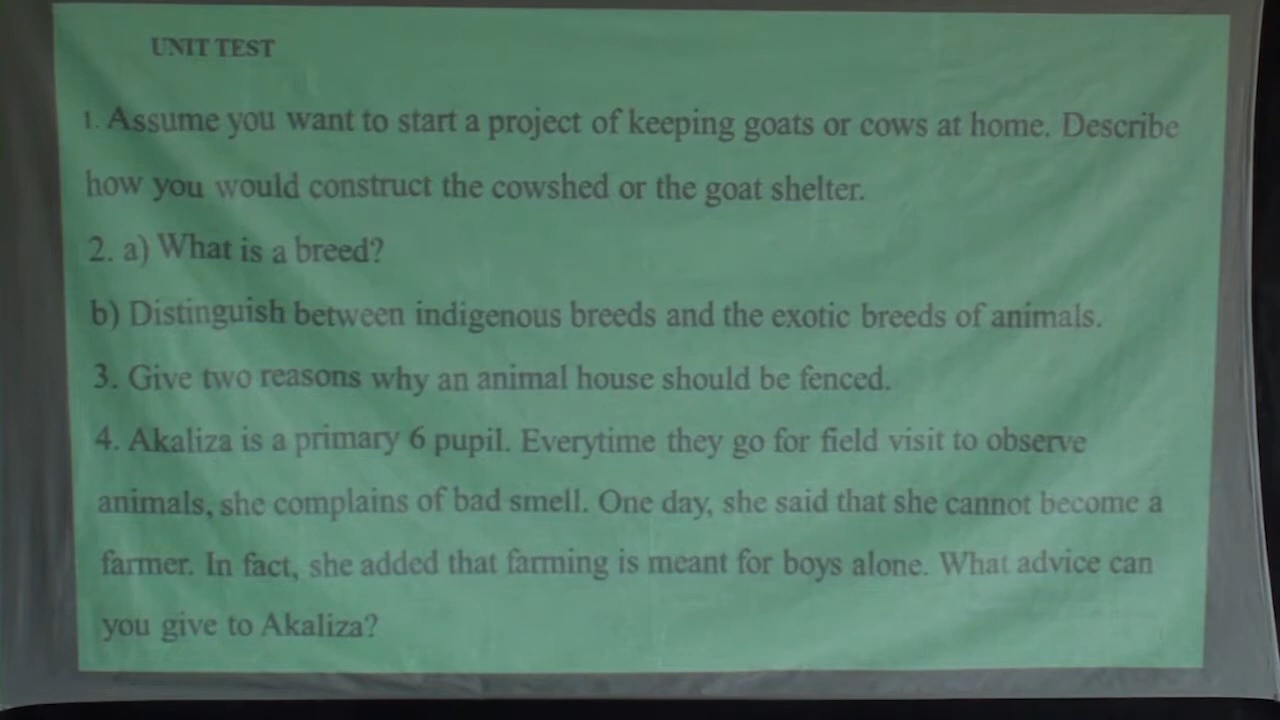 UNIT TEST
1. Assume you want to start a project of keeping goats or cows at home. Describe
how you would construct the cowshed or the goat shelter.
2. a) What is a breed?
b) Distinguish between indigenous breeds and the exotic breeds of animals.
3. Give two reasons why an animal house should be fenced.
4. Akaliza is a primary 6 pupil. Everytime they go for field visit to observe
animals, she complains of bad smell. One day, she said that she cannot become a
farmer. In fact, she added that farming is meant for boys alone. What advice can
you give to Akaliza?